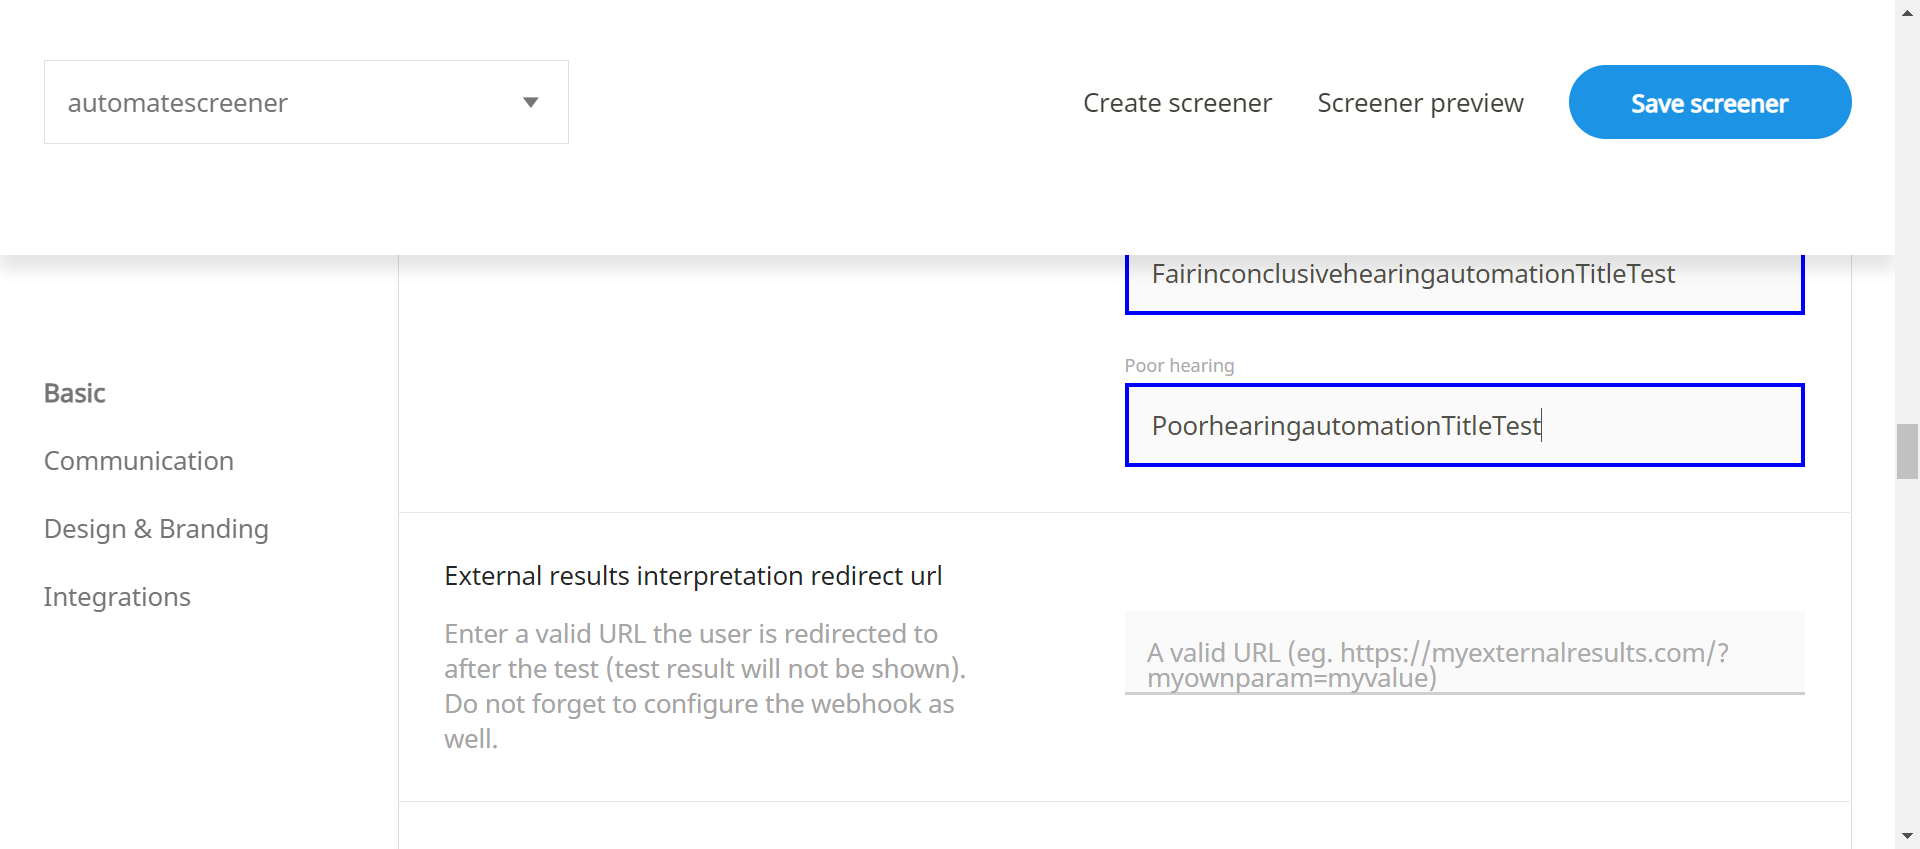 automatescreener
Create screener
Screener preview
Save screener
FairinconclusivehearingautomationTitleTest
Poor hearing
PoorhearingautomationTitleTest
Basic
Communication
Design & Branding
Integrations
External results interpretation redirect url
Enter a valid URL the user is redirected to
after the test (test result will not be shown).
Do not forget to configure the webhook as
well.
A valid URL (eg. https://myexternalresults.com/?
myownparam=myvalue)